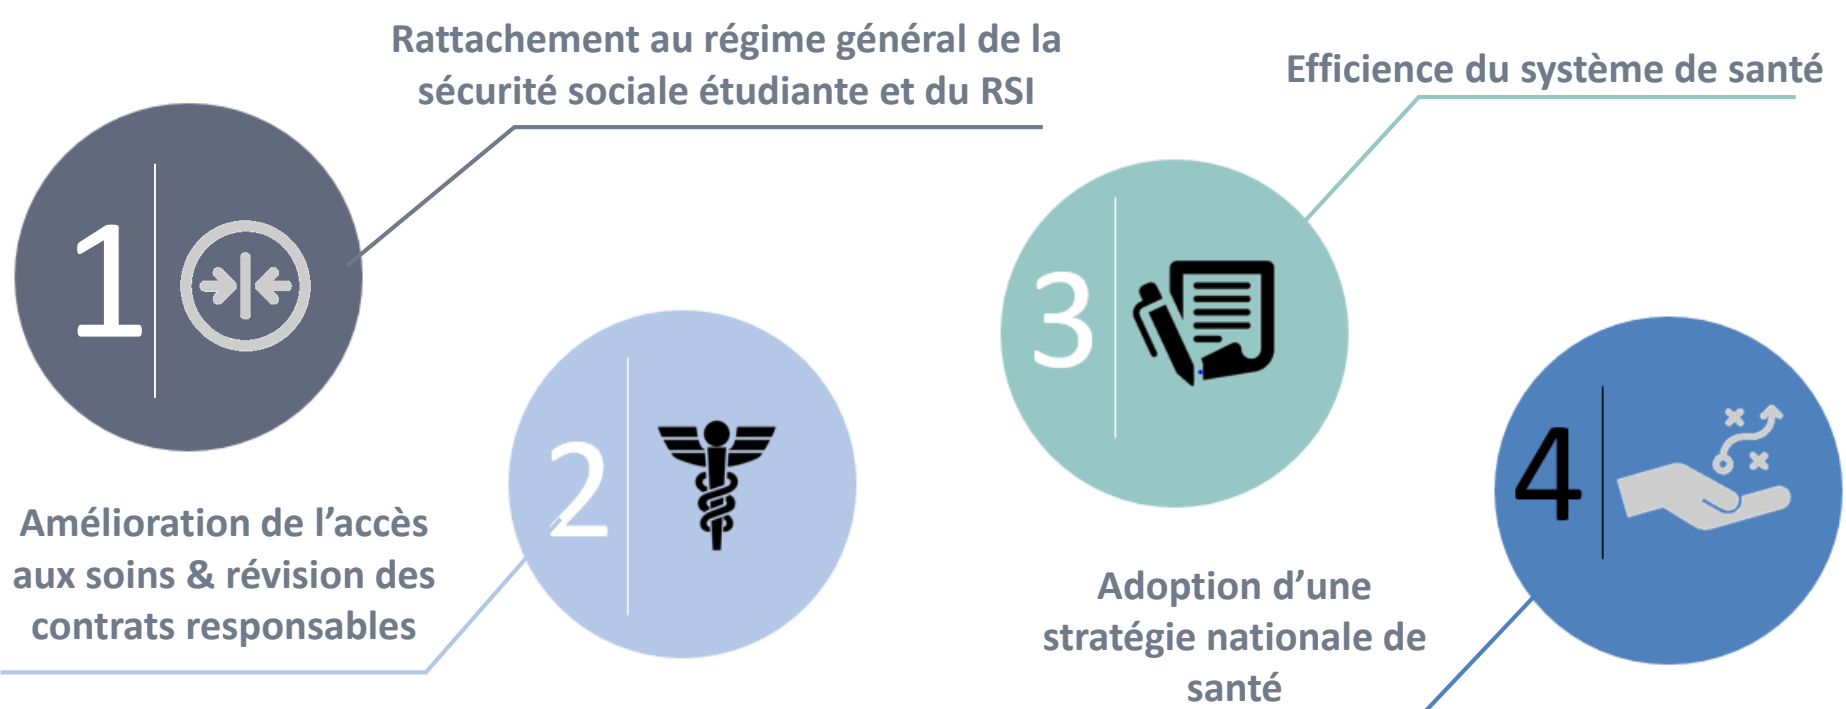 1
Rattachement au régime général de la
sécurité sociale étudiante et du RSI
2
Amélioration de l’accès
aux soins & révision des
contrats responsables
3
Efficience du système de santé
4
Adoption d’une
stratégie nationale de
santé